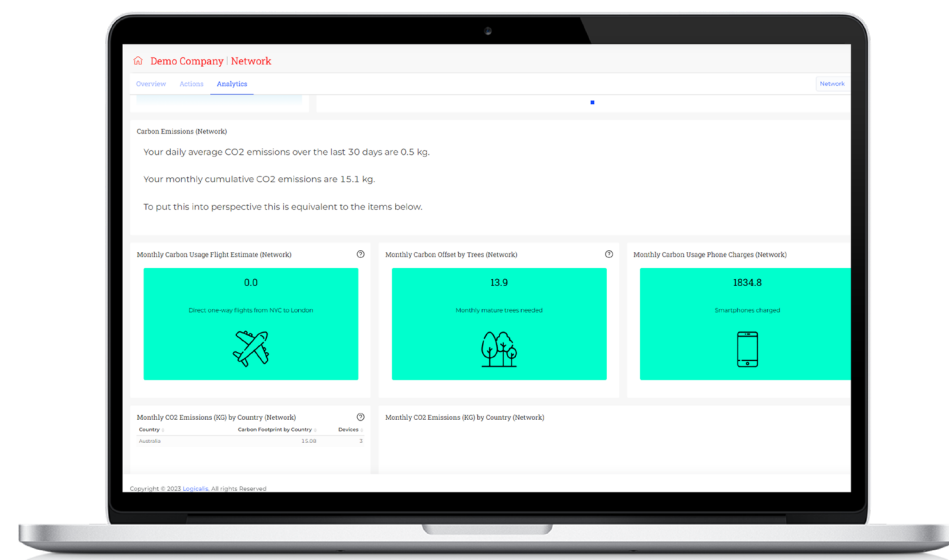 Demo Company | Network
Overview Actions Analytics Network
Carbon Emissions (Network)
Your daily average CO2 emissions over the last 30 days are 0.5 kg.
Your monthly cumulative CO2 emissions are 15.1 kg.
To put this into perspective this is equivalent to the items below.
Monthly Carbon Usage Flight Estimate (Network)
0.0
Direct one-way flights from NYC to London
Monthly Carbon Offset by Trees (Network)
13.9
Monthly mature trees needed
Monthly Carbon Usage Phone Charges (Network)
1834.8
Smartphones charged
Monthly CO2 Emissions (KG) by Country (Network)
Country Carbon Footprint by Country Devices
Australia 15.09
Monthly CO2 Emissions (KG) by Country (Network)
Copyright © 2023 Logicalis. All rights Reserved